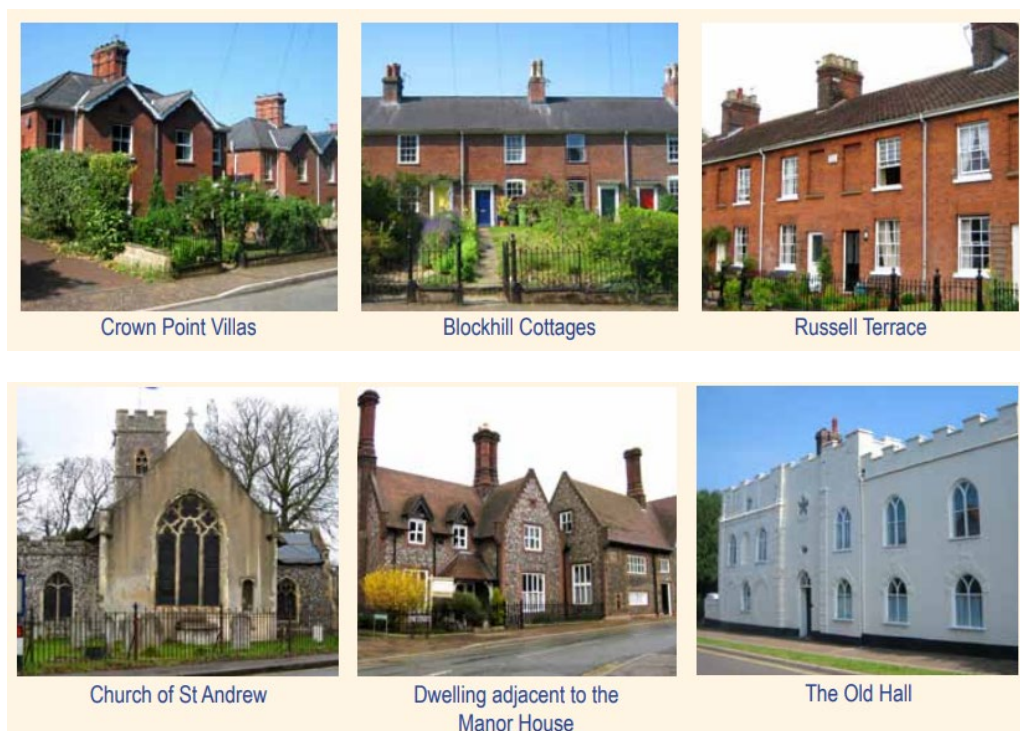 Crown Point Villas
Blockhill Cottages
Russell Terrace
Church of St Andrew
Dwelling adjacent to the
Manor House
The Old Hall